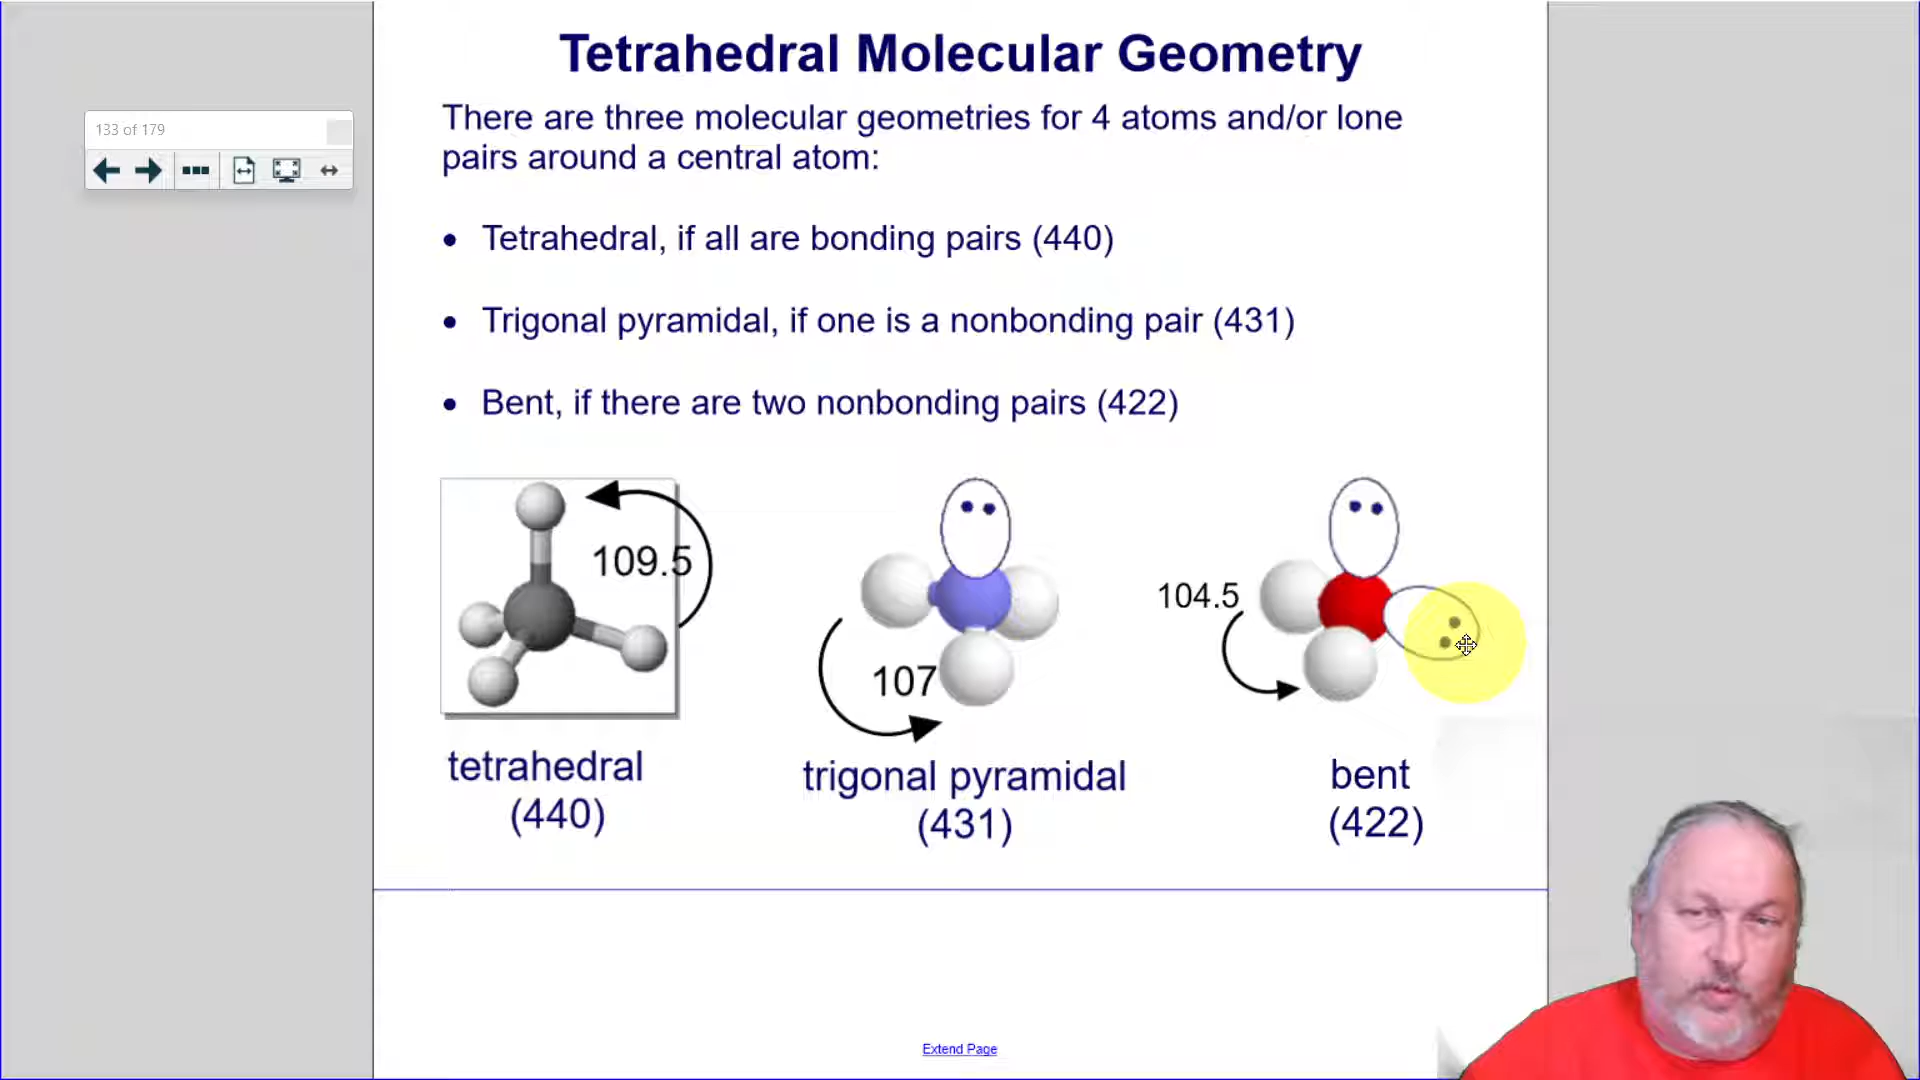 Tetrahedral Molecular Geometry
There are three molecular geometries for 4 atoms and/or lone
pairs around a central atom:
133 of 179
• Tetrahedral, if all are bonding pairs (440)
• Trigonal pyramidal, if one is a nonbonding pair (431)
• Bent, if there are two nonbonding pairs (422)
109.5
107
104.5
tetrahedral
(440)
trigonal pyramidal
(431)
bent
(422)
Extend Page